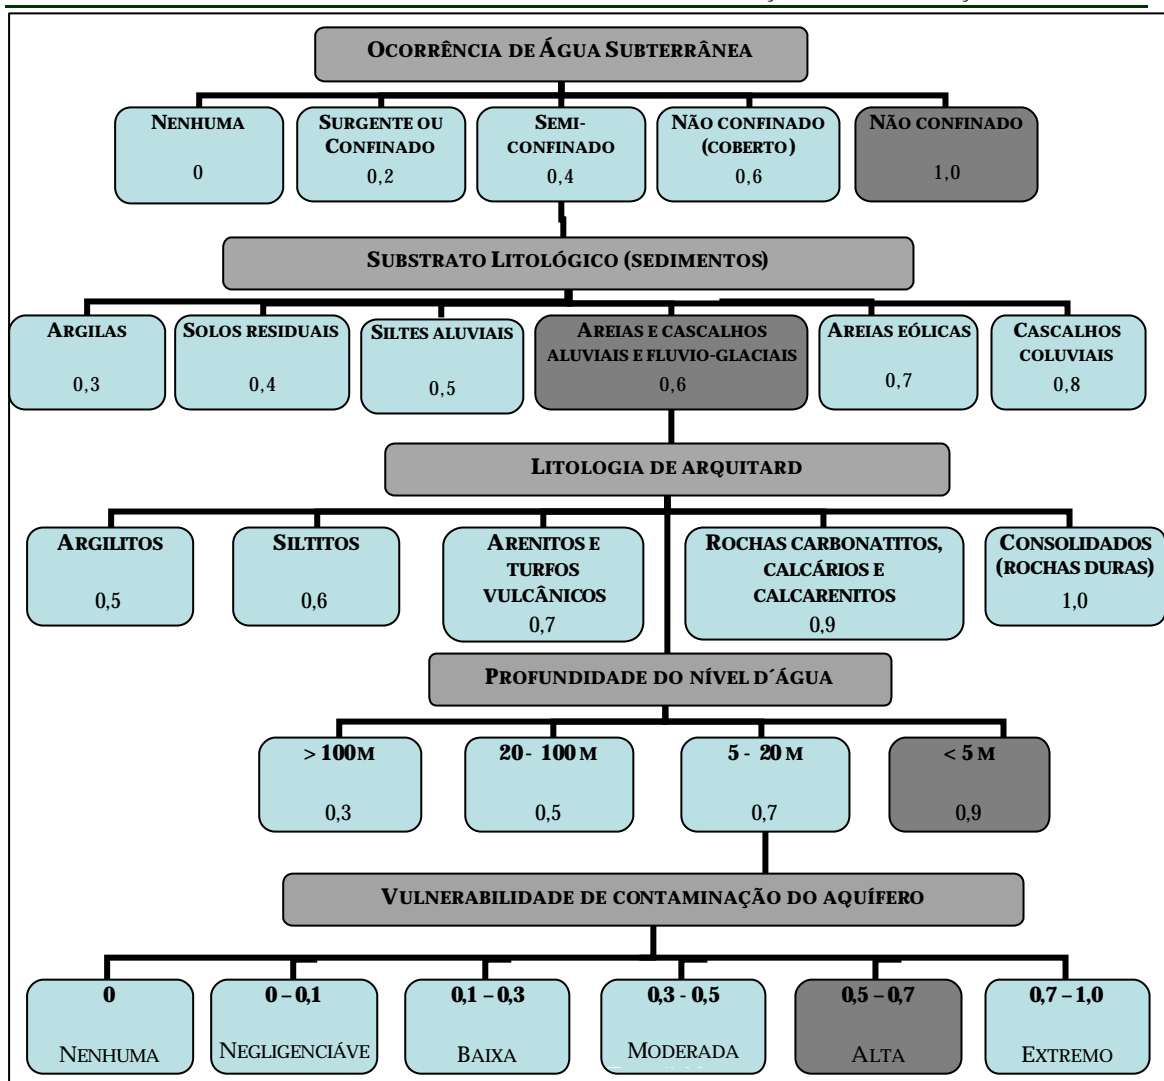 OCORRÊNCIA DE ÁGUA SUBTERRÂNEA
NENHUMA
0
SURGENTE OU
CONFINADO
0,2
SEMI-
CONFINADO
0,4
NÃO CONFINADO
(COBERTO)
0,6
NÃO CONFINADO
1,0
SUBSTRATO LITOLÓGICO (SEDIMENTOS)
ARGILAS
0,3
SOLOS RESIDUAIS
0,4
SILTES ALUVIAIS
0,5
AREIAS E CASCALHOS
ALUVIAIS E FLUVIO-GLACIAIS
0,6
AREIAS EÓLICAS
0,7
CASCALHOS
COLUVIAIS
0,8
LITOLOGIA DE ARQUITARD
ARGILITOS
0,5
SILTITOS
0,6
ARENITOS E
TURFOS
VULCÂNICOS
0,7
ROCHAS CARBONATITOS,
CALCÁRIOS E
CALCARENITOS
0,9
CONSOLIDADOS
(ROCHAS DURAS)
1,0
PROFUNDIDADE DO NÍVEL D´ÁGUA
> 100 M
0,3
20 - 100 M
0,5
5 - 20 M
0,7
< 5 M
0,9
VULNERABILIDADE DE CONTAMINAÇÃO DO AQUÍFERO
0
NENHUMA
0 – 0,1
NEGLIGENCIÁVE
0,1 – 0,3
BAIXA
0,3 - 0,5
MODERADA
0,5 – 0,7
ALTA
0,7 – 1,0
EXTREMO